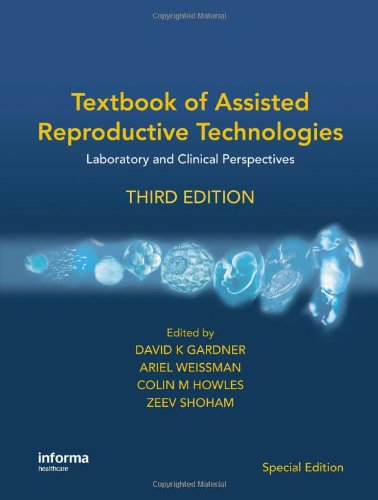 Textbook of Assisted
Reproductive Technologies
Laboratory and Clinical Perspectives
THIRD EDITION
Edited by
DAVID K GARDNER
ARIEL WEISSMAN
COLIN M HOWLES
ZEEV SHOHAM
informa
healthcare
Special Edition